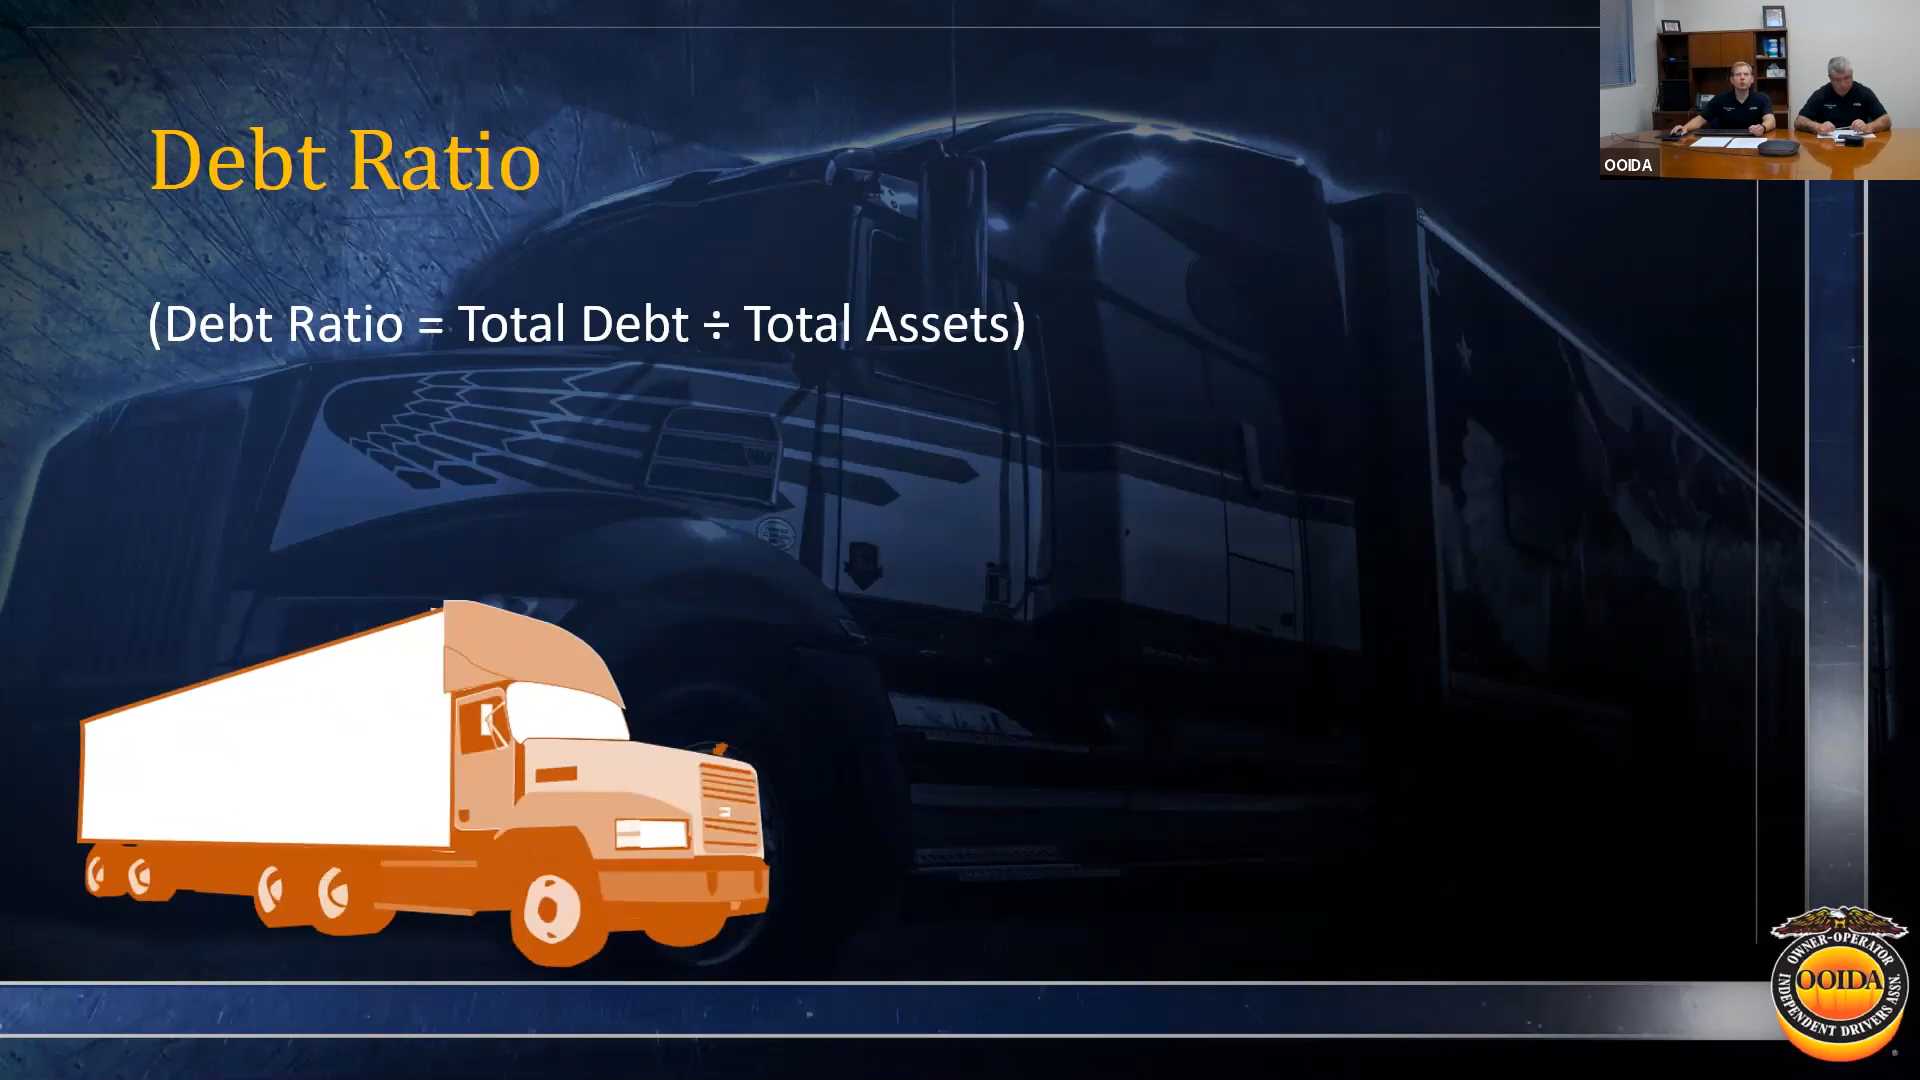 Debt Ratio
(Debt Ratio = Total Debt ÷ Total Assets)
OOIDA
OWNER-OPERATOR
OOIDA
INDEPENDENT DRIVERS ASSN.
®